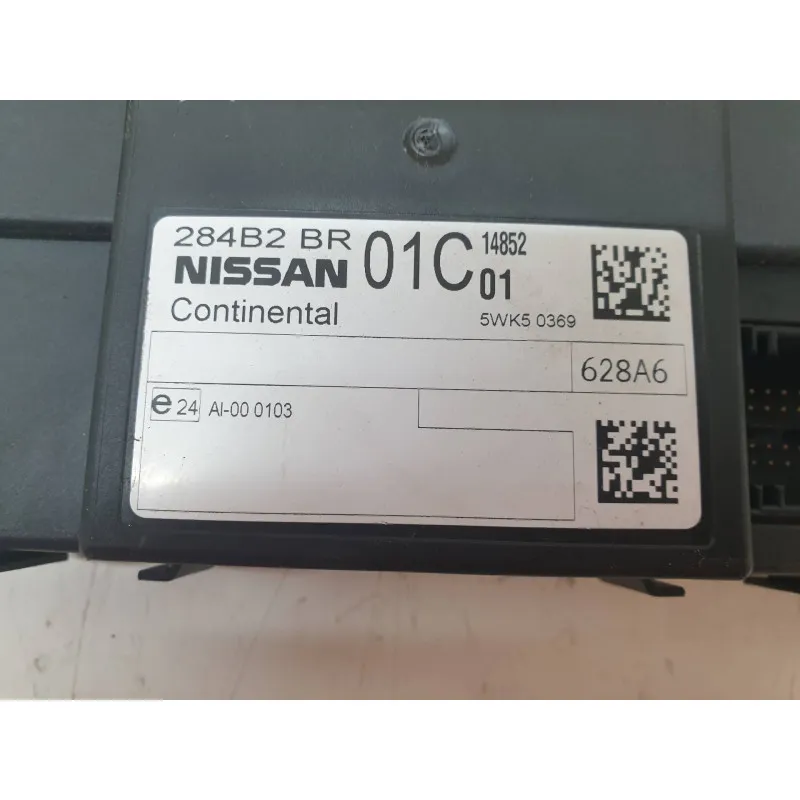 284B2 BR 01C 14852
NISSAN 01
Continental 5WK5 0369
628A6
e 24 AI-00 0103